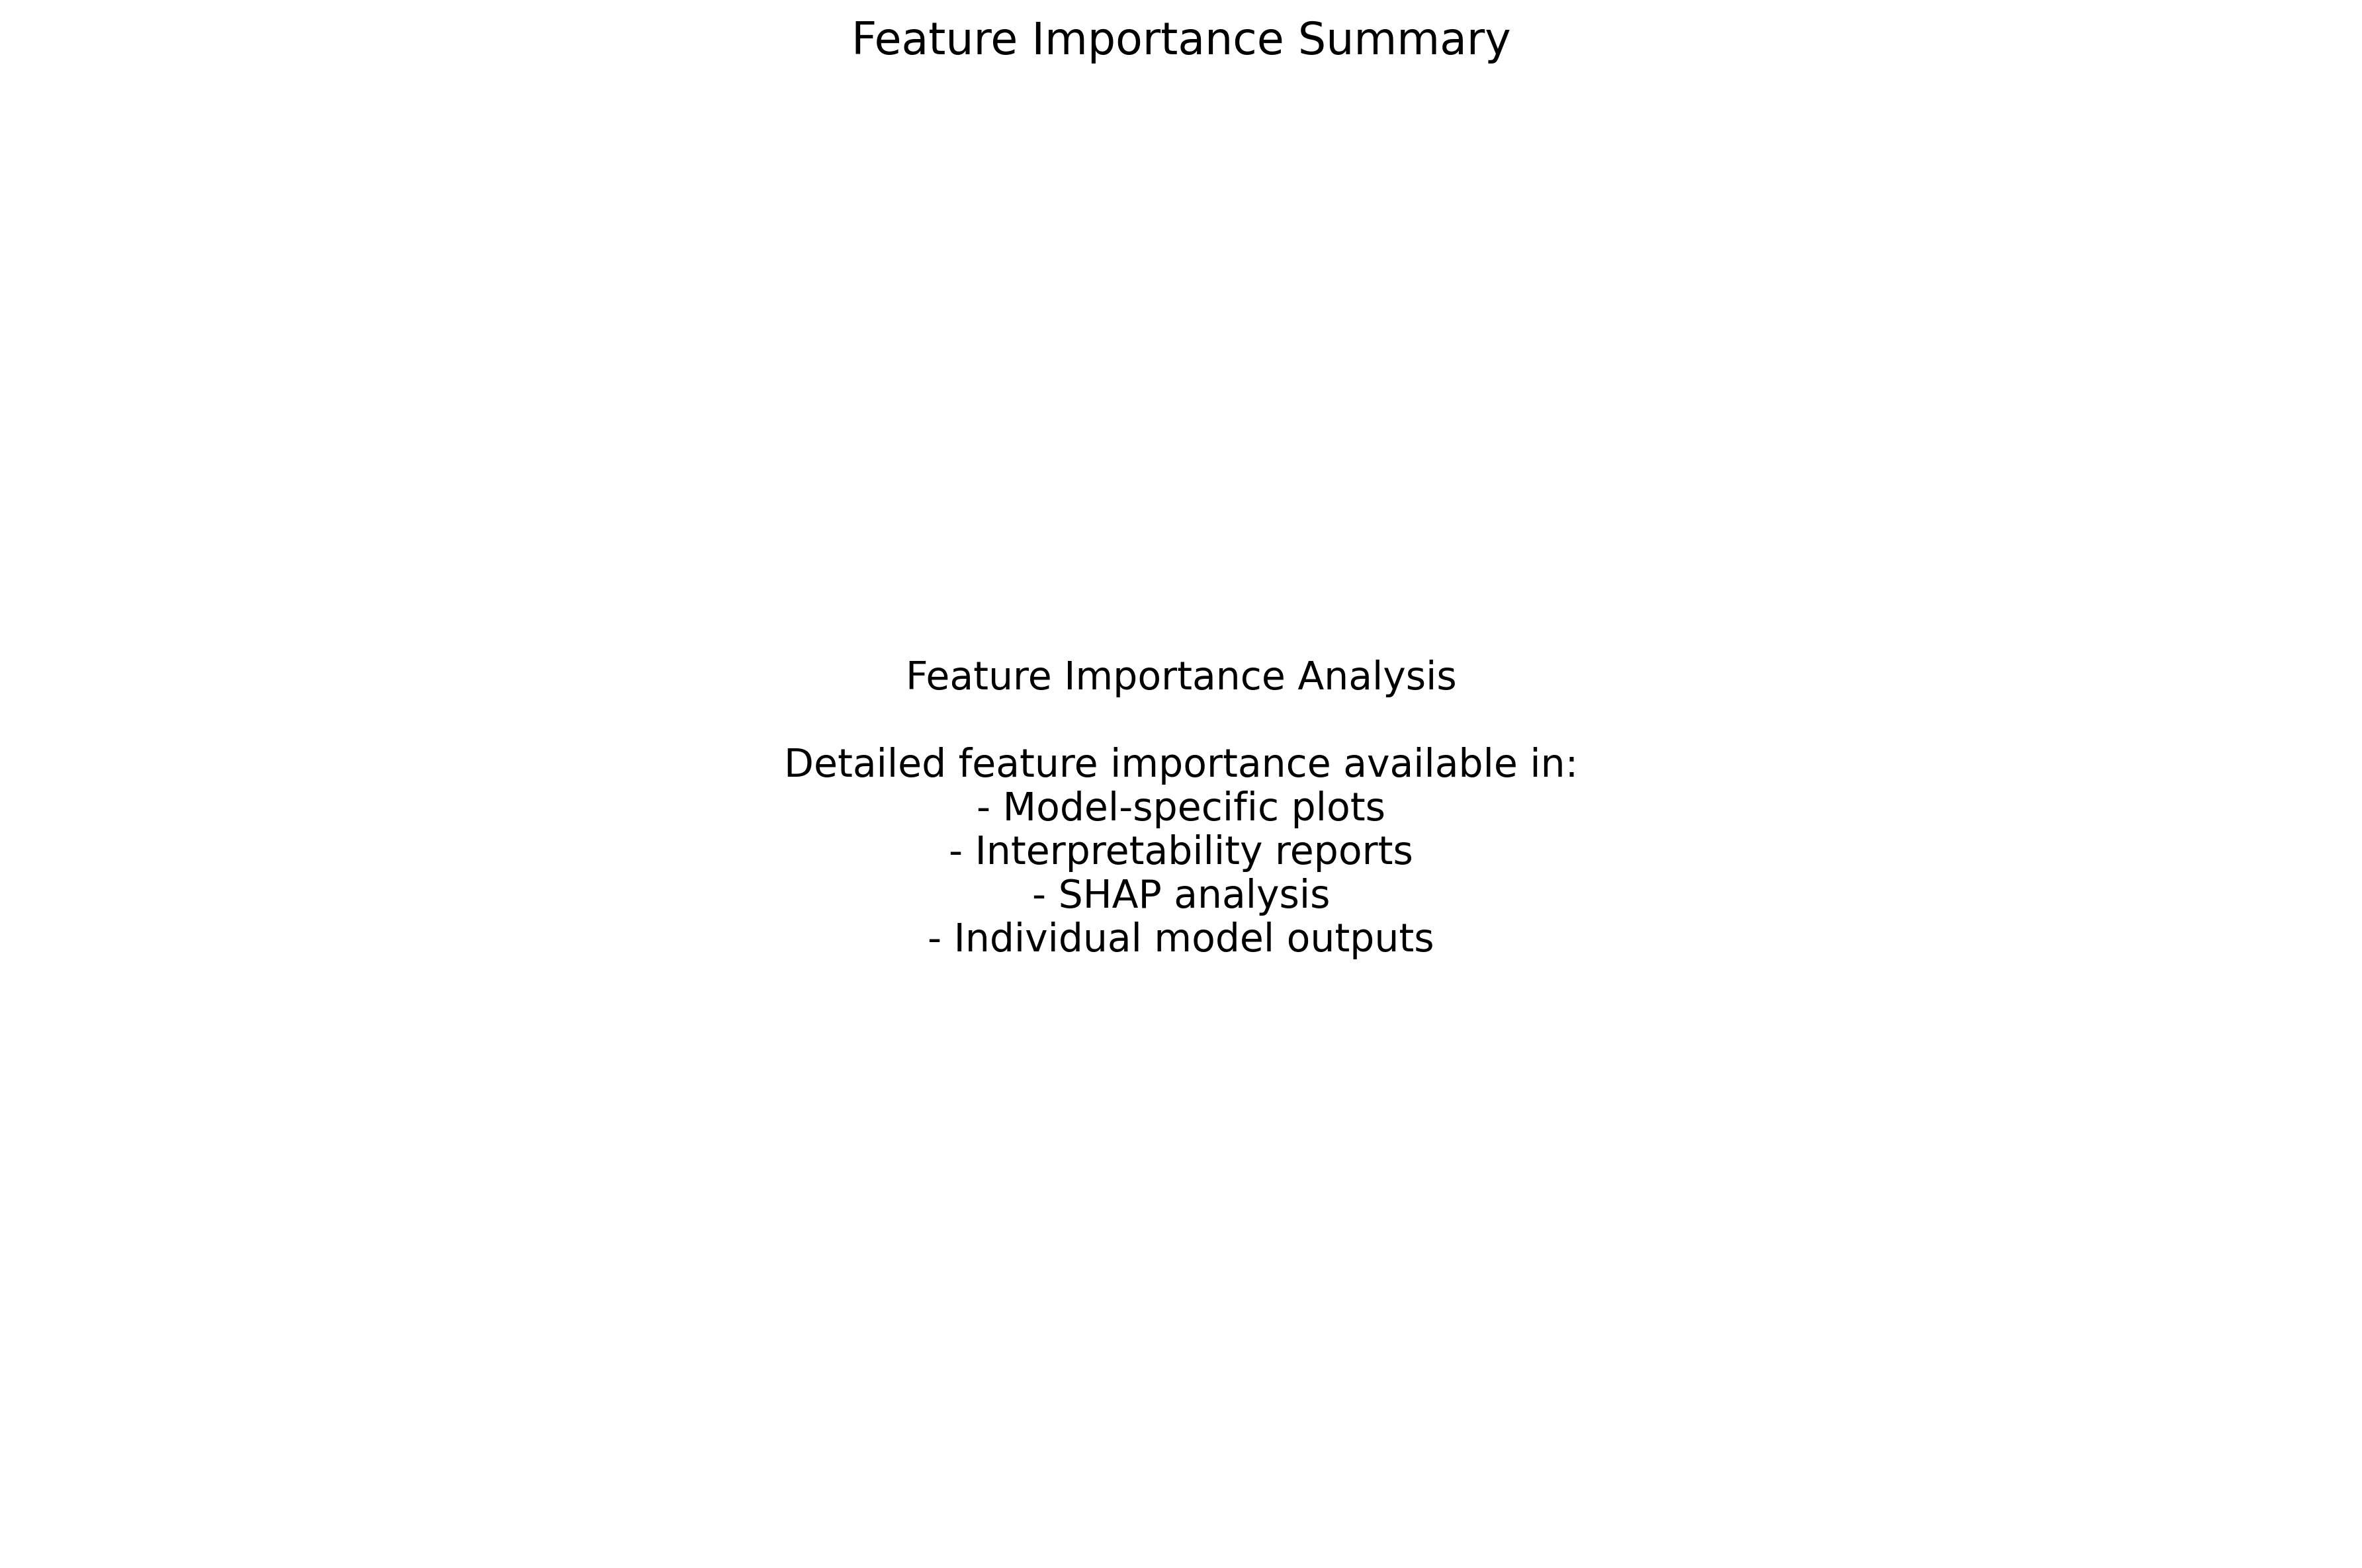 Feature Importance Summary
Feature Importance Analysis
Detailed feature importance available in:
- Model-specific plots
- Interpretability reports
- SHAP analysis
- Individual model outputs